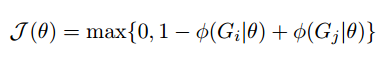 𝒥(θ) = max{0, 1 − ϕ(G_i|θ) + ϕ(G_j|θ)}